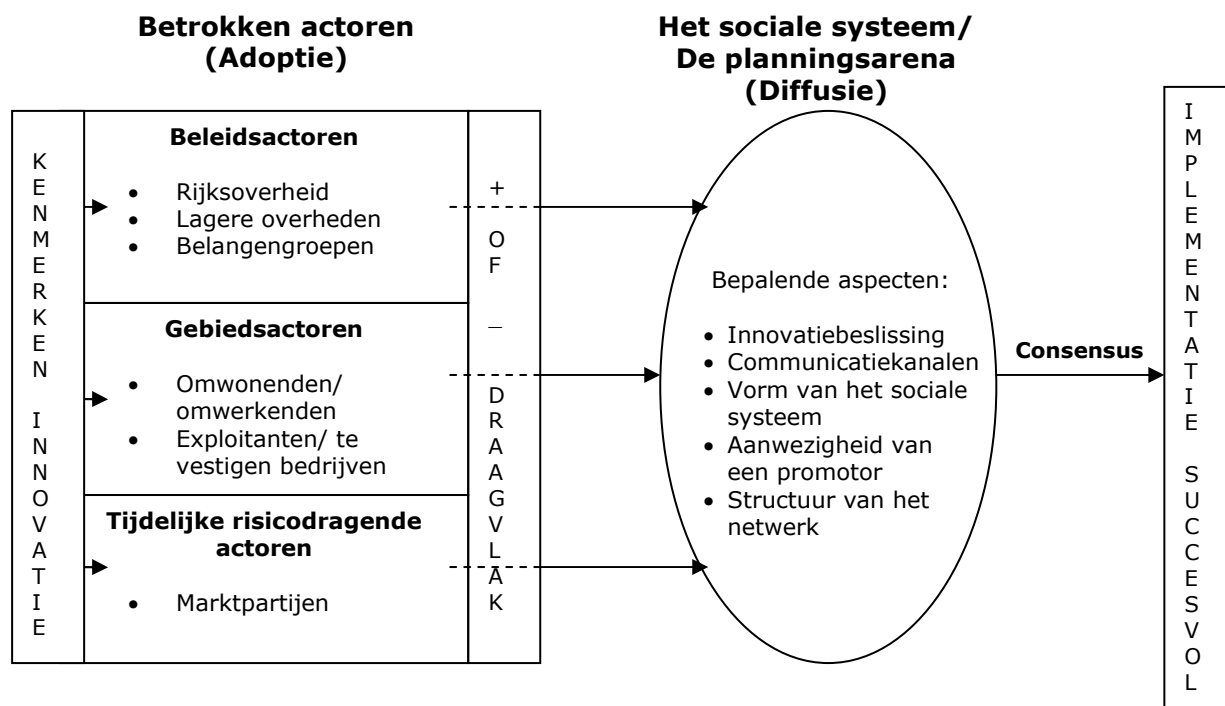 Betrokken actoren
(Adoptie)
Het sociale systeem/
De planningsarena
(Diffusie)
KENMERKEN INNOVATIE
Beleidsactoren
• Rijksoverheid
• Lagere overheden
• Belangengroepen
Gebiedsactoren
• Omwonenden/
omwerkenden
• Exploitanten/ te
vestigen bedrijven
Tijdelijke risicodragende
actoren
• Marktpartijen
+ OF – DRAAGVLAK
Bepalende aspecten:
• Innovatiebeslissing
• Communicatiekanalen
• Vorm van het sociale
systeem
• Aanwezigheid van
een promotor
• Structuur van het
netwerk
Consensus
IMPLEMENTATIE SUCCESVOL